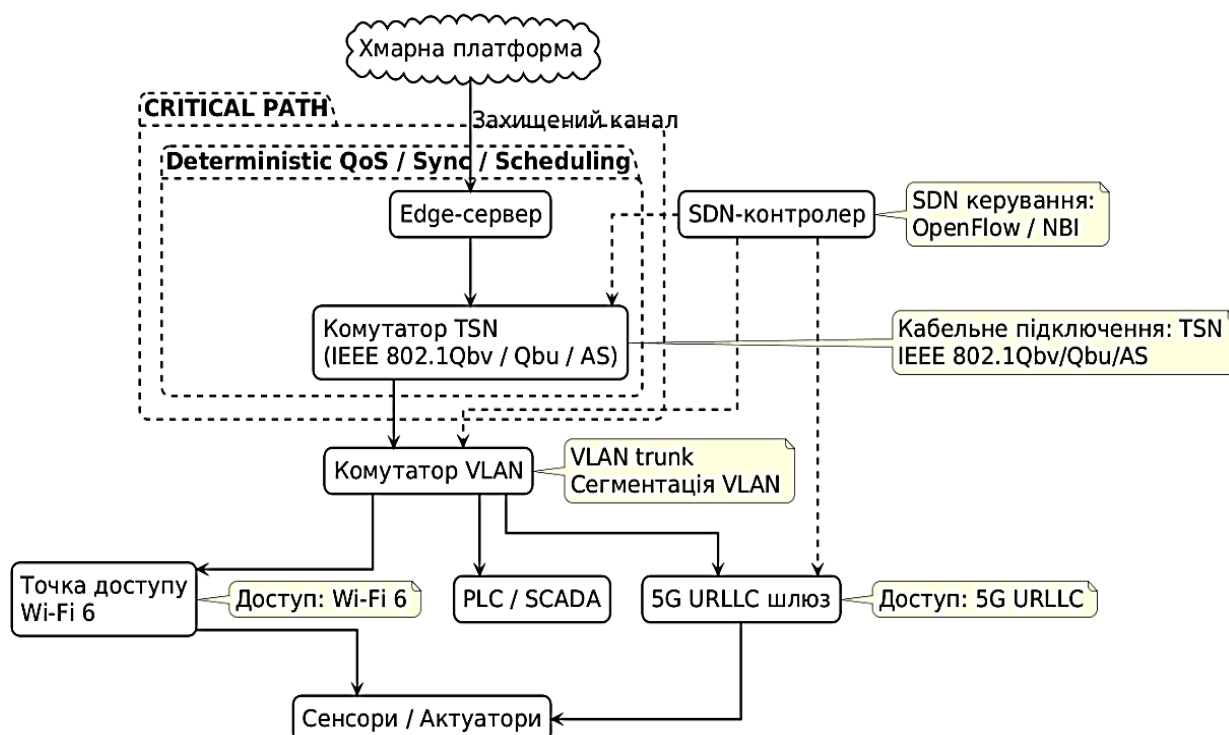 Хмарна платформа
CRITICAL PATH
Захищений канал
Deterministic QoS / Sync / Scheduling
Edge-сервер
SDN-контролер
SDN керування:
OpenFlow / NBI
Комутатор TSN
(IEEE 802.1Qbv / Qbu / AS)
Кабельне підключення: TSN
IEEE 802.1Qbv/Qbu/AS
Комутатор VLAN
VLAN trunk
Сегментація VLAN
Точка доступу
Wi-Fi 6
Доступ: Wi-Fi 6
PLC / SCADA
5G URLLC шлюз
Доступ: 5G URLLC
Сенсори / Актуатори